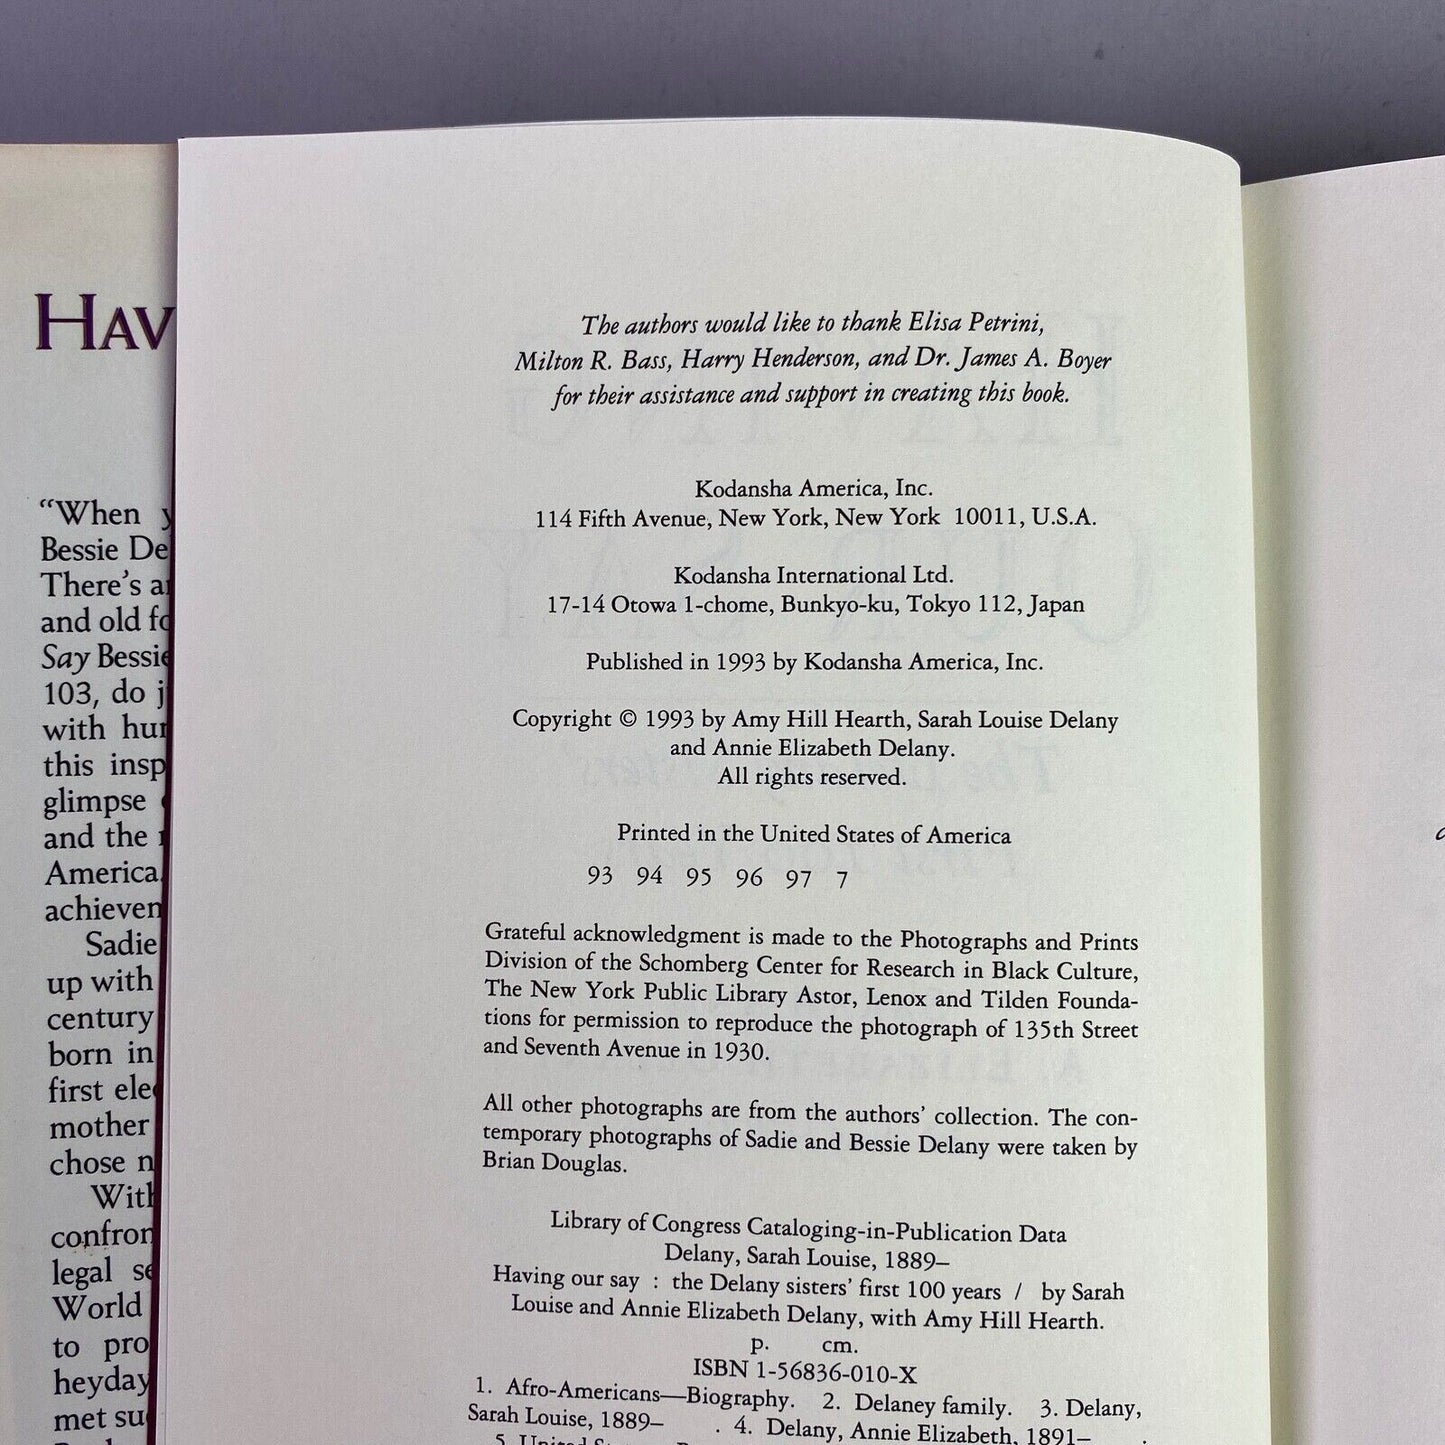 HAV
"When
Bessie De
There's a
and old fo
Say Bessie
103, do j
with hu
this insp
glimpse
and the
America.
achieven
Sadie
up with
century
born in
first ele
mother
chose n
With
confron
legal se
World
to pro
heyday
met su
The authors would like to thank Elisa Petrini,
Milton R. Bass, Harry Henderson, and Dr. James A. Boyer
for their assistance and support in creating this book.
Kodansha America, Inc.
114 Fifth Avenue, New York, New York 10011, U.S.A.
Kodansha International Ltd.
17-14 Otowa 1-chome, Bunkyo-ku, Tokyo 112, Japan
Published in 1993 by Kodansha America, Inc.
Copyright © 1993 by Amy Hill Hearth, Sarah Louise Delany
and Annie Elizabeth Delany.
All rights reserved.
Printed in the United States of America
93 94 95 96 97 7
Grateful acknowledgment is made to the Photographs and Prints
Division of the Schomberg Center for Research in Black Culture,
The New York Public Library Astor, Lenox and Tilden Founda-
tions for permission to reproduce the photograph of 135th Street
and Seventh Avenue in 1930.
All other photographs are from the authors' collection. The con-
temporary photographs of Sadie and Bessie Delany were taken by
Brian Douglas.
Library of Congress Cataloging-in-Publication Data
Delany, Sarah Louise, 1889–
Having our say : the Delany sisters' first 100 years / by Sarah
Louise and Annie Elizabeth Delany, with Amy Hill Hearth.
p. cm.
ISBN 1-56836-010-X
1. Afro-Americans—Biography. 2. Delaney family. 3. Delany,
Sarah Louise, 1889– . 4. Delany, Annie Elizabeth, 1891– .
5. United